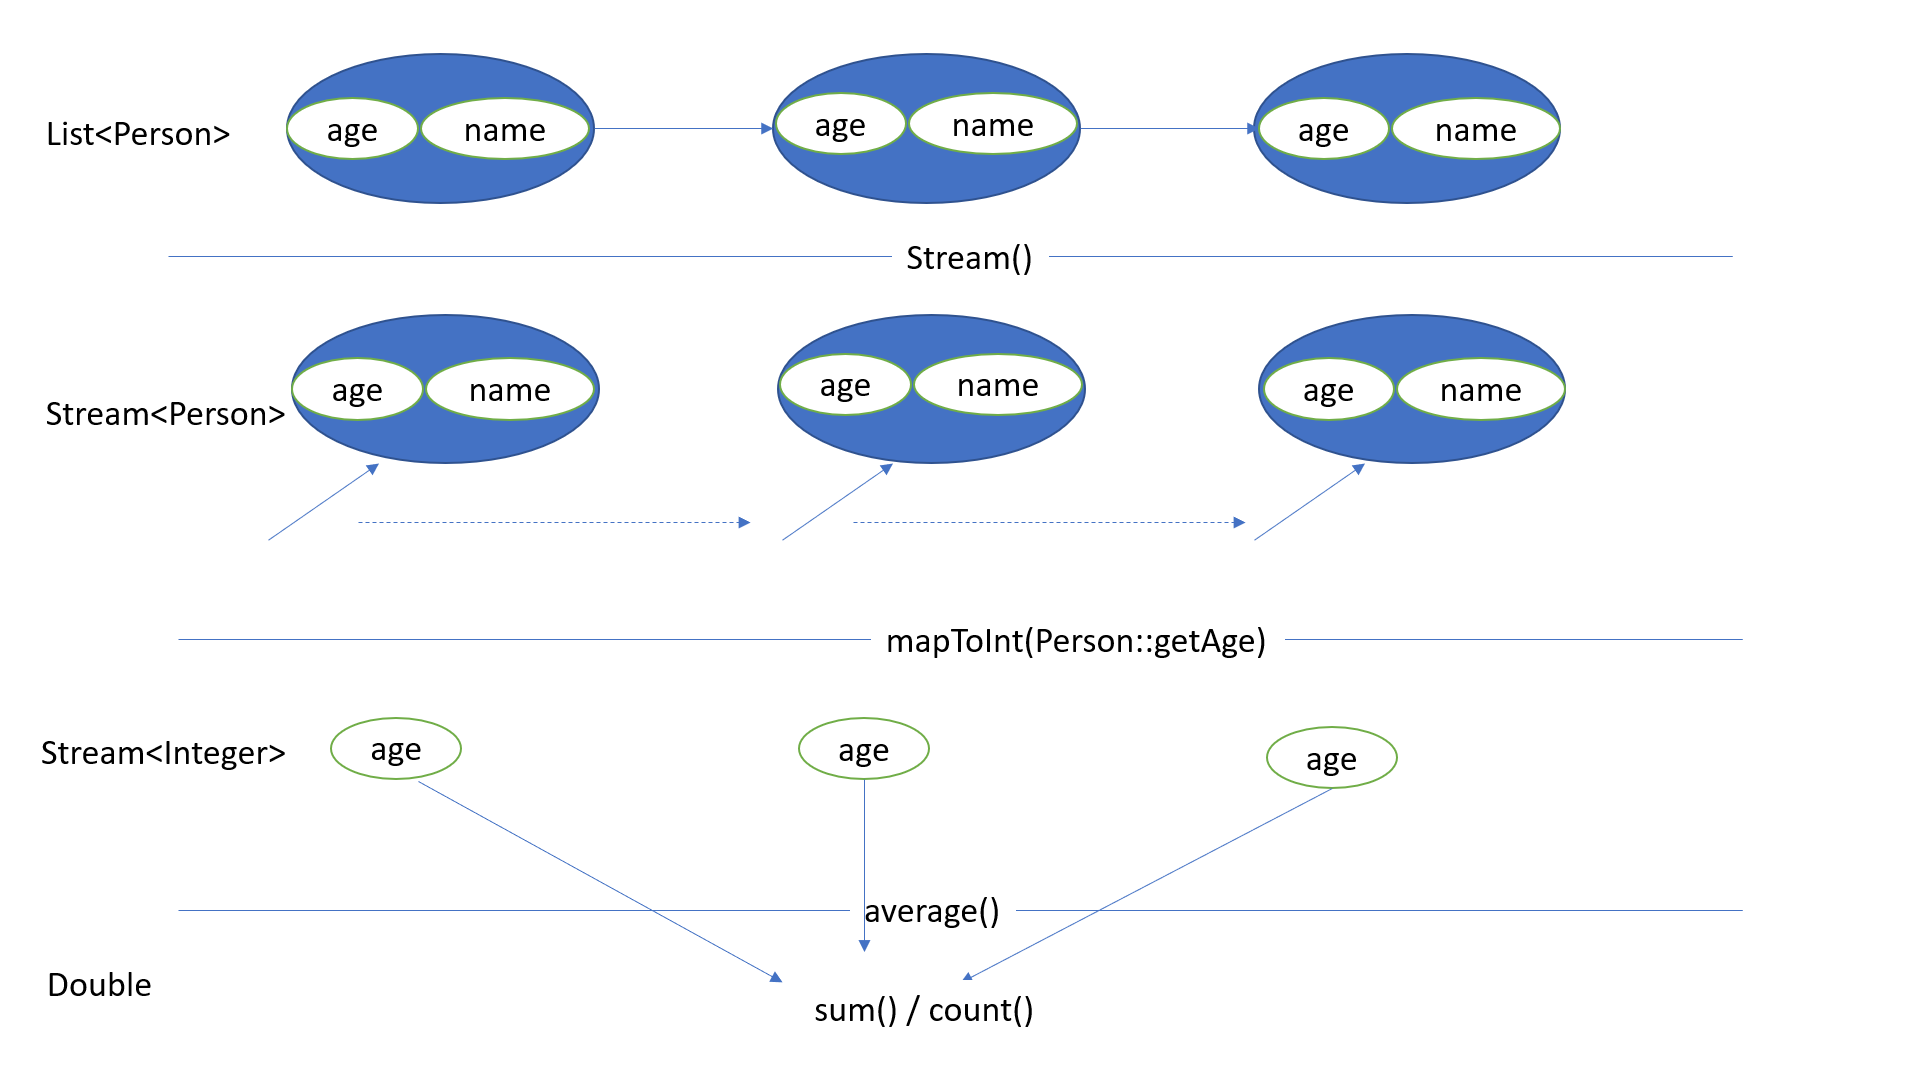 List<Person>
age name
age name
age name
Stream()
Stream<Person>
age name
age name
age name
mapToInt(Person::getAge)
Stream<Integer>
age
age
age
average()
Double
sum() / count()